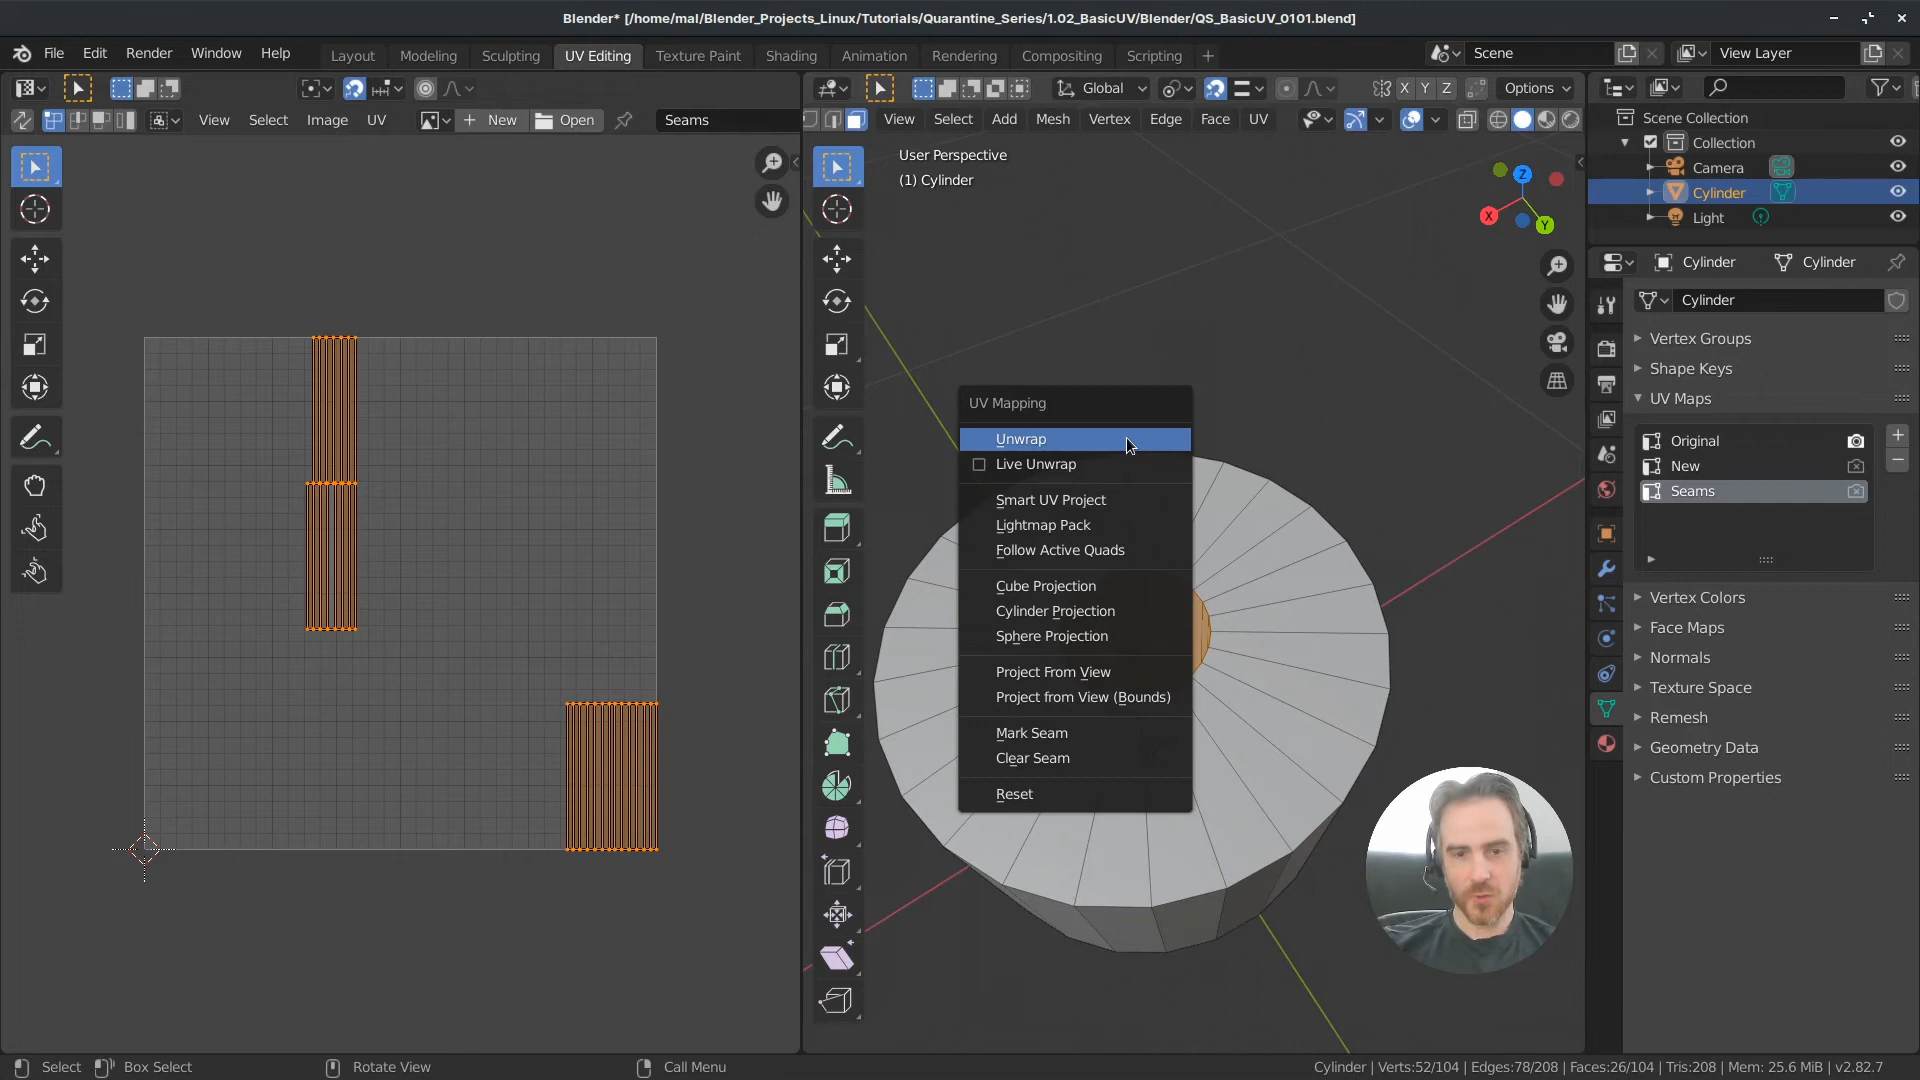 Blender* [/home/mal/Blender_Projects_Linux/Tutorials/Quarantine_Series/1.02_BasicUV/Blender/QS_BasicUV_0101.blend]
File Edit Render Window Help Layout Modeling Sculpting UV Editing Texture Paint Shading Animation Rendering Compositing Scripting + Scene View Layer
Global X Y Z Options
View Select Image UV + New Open Seams View Select Add Mesh Vertex Edge Face UV
Scene Collection
Collection
Camera
Cylinder
Light
User Perspective
(1) Cylinder
Z
X
Y
Cylinder Cylinder
Cylinder
Vertex Groups
Shape Keys
UV Maps
Original
New
Seams
Vertex Colors
Face Maps
Normals
Texture Space
Remesh
Geometry Data
Custom Properties
UV Mapping
Unwrap
Live Unwrap
Smart UV Project
Lightmap Pack
Follow Active Quads
Cube Projection
Cylinder Projection
Sphere Projection
Project From View
Project from View (Bounds)
Mark Seam
Clear Seam
Reset
Select Box Select Rotate View Call Menu Cylinder | Verts:52/104 | Edges:78/208 | Faces:26/104 | Tris:208 | Mem: 25.6 MiB | v2.82.7